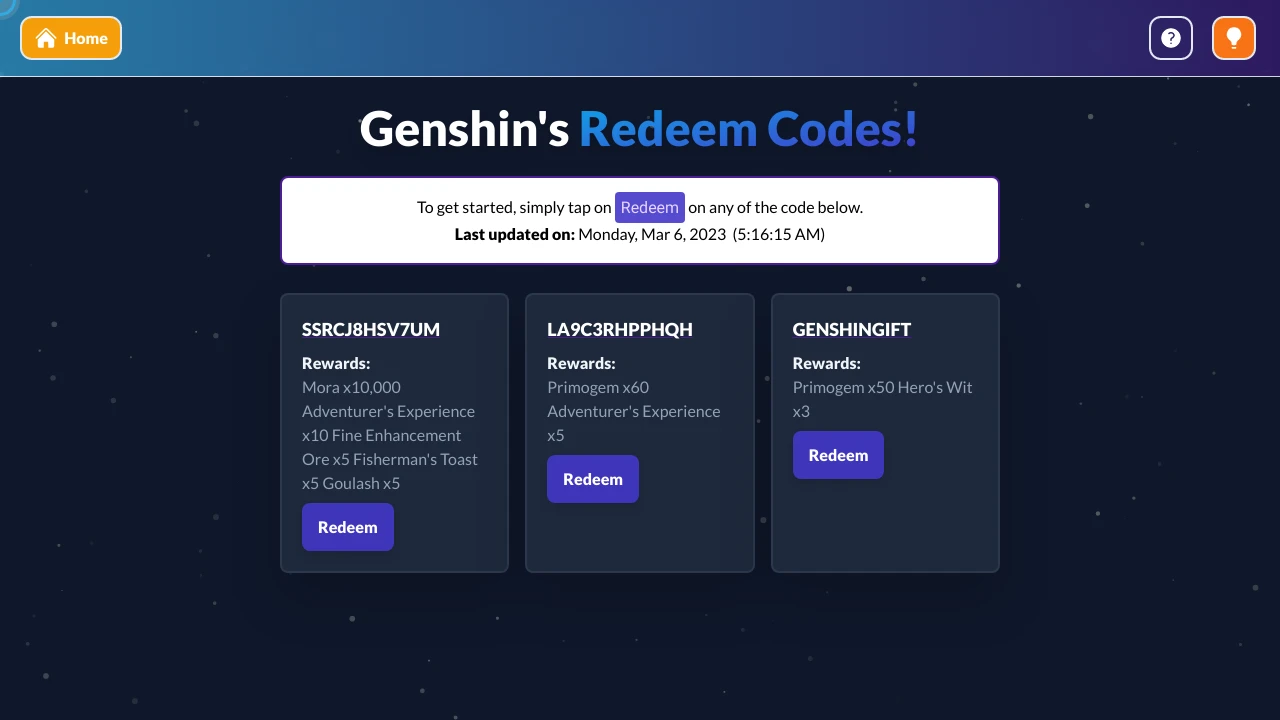 Home
Genshin's Redeem Codes!
To get started, simply tap on Redeem on any of the code below.
Last updated on: Monday, Mar 6, 2023 (5:16:15 AM)
SSRCJ8HSV7UM
Rewards:
Mora x10,000
Adventurer's Experience
x10 Fine Enhancement
Ore x5 Fisherman's Toast
x5 Goulash x5
Redeem
LA9C3RHPPHQH
Rewards:
Primogem x60
Adventurer's Experience
x5
Redeem
GENSHINGIFT
Rewards:
Primogem x50 Hero's Wit
x3
Redeem